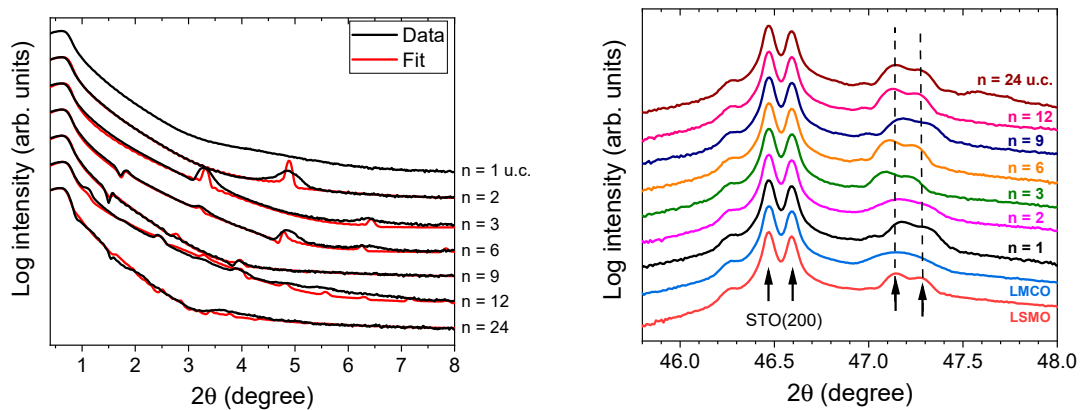 Log intensity (arb. units)
Data
Fit
n = 1 u.c.
n = 2
n = 3
n = 6
n = 9
n = 12
n = 24
1 2 3 4 5 6 7 8
2θ (degree)
Log intensity (arb. units)
n = 24 u.c.
n = 12
n = 9
n = 6
n = 3
n = 2
n = 1
LMCO
LSMO
STO(200)
46.0 46.5 47.0 47.5 48.0
2θ (degree)